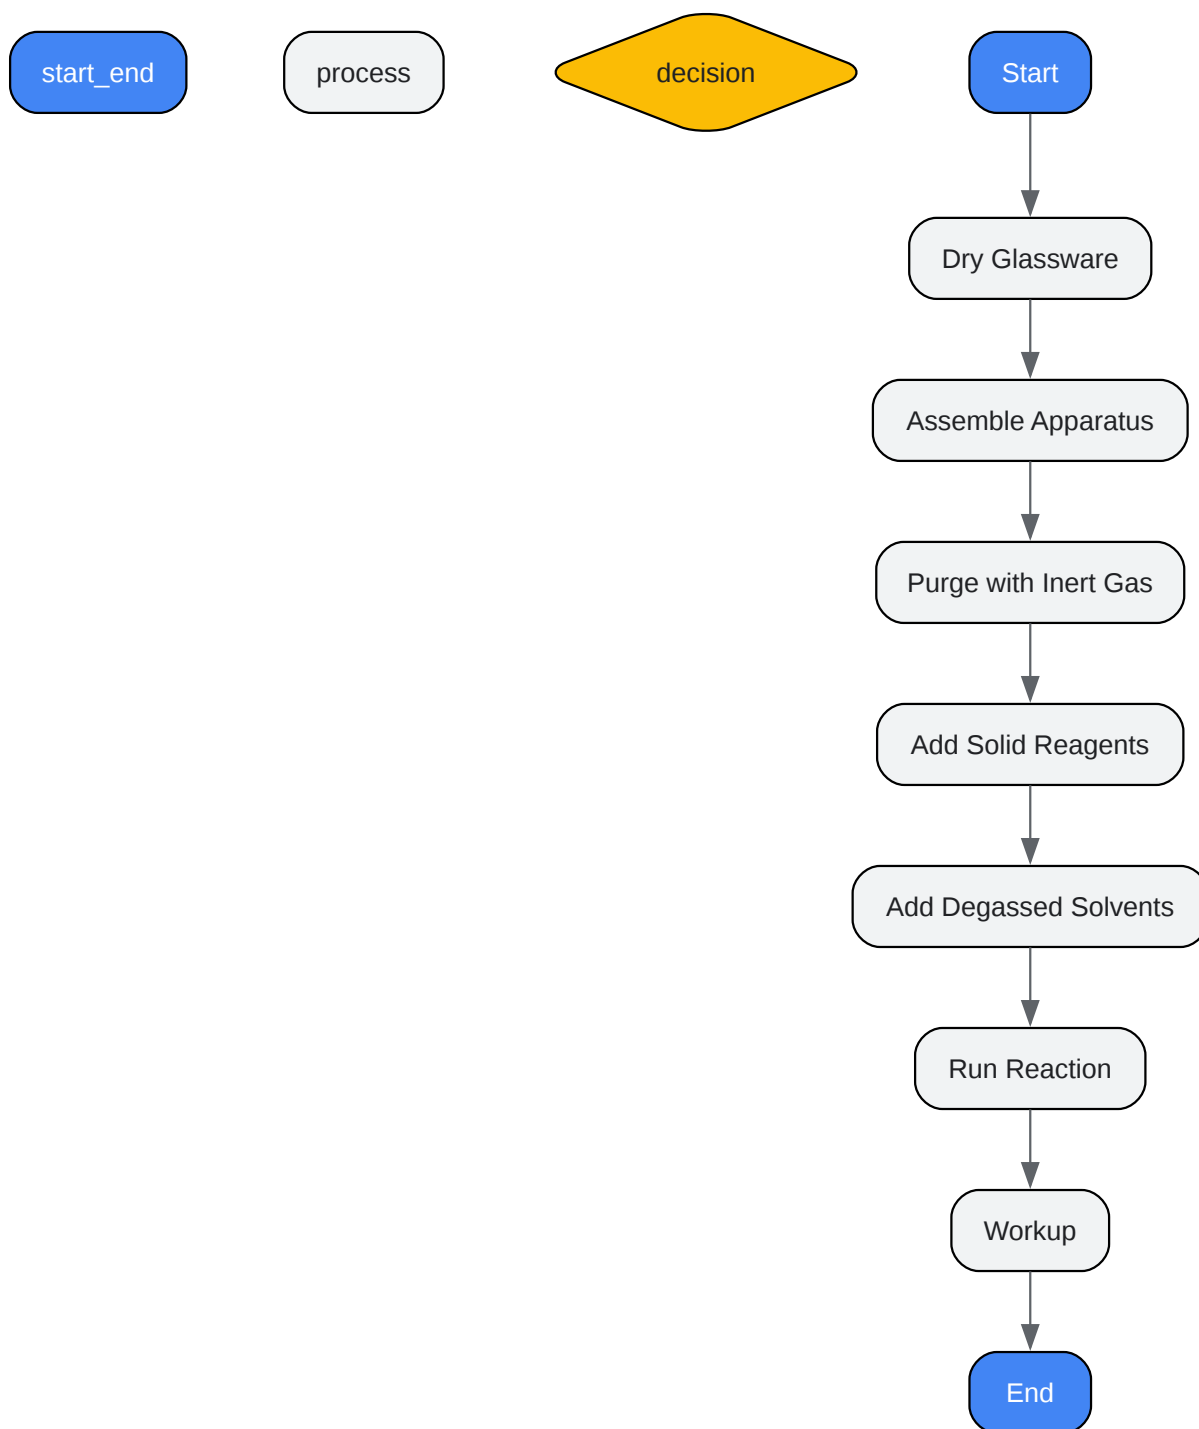 start_end
process
decision
Start
Dry Glassware
Assemble Apparatus
Purge with Inert Gas
Add Solid Reagents
Add Degassed Solvents
Run Reaction
Workup
End